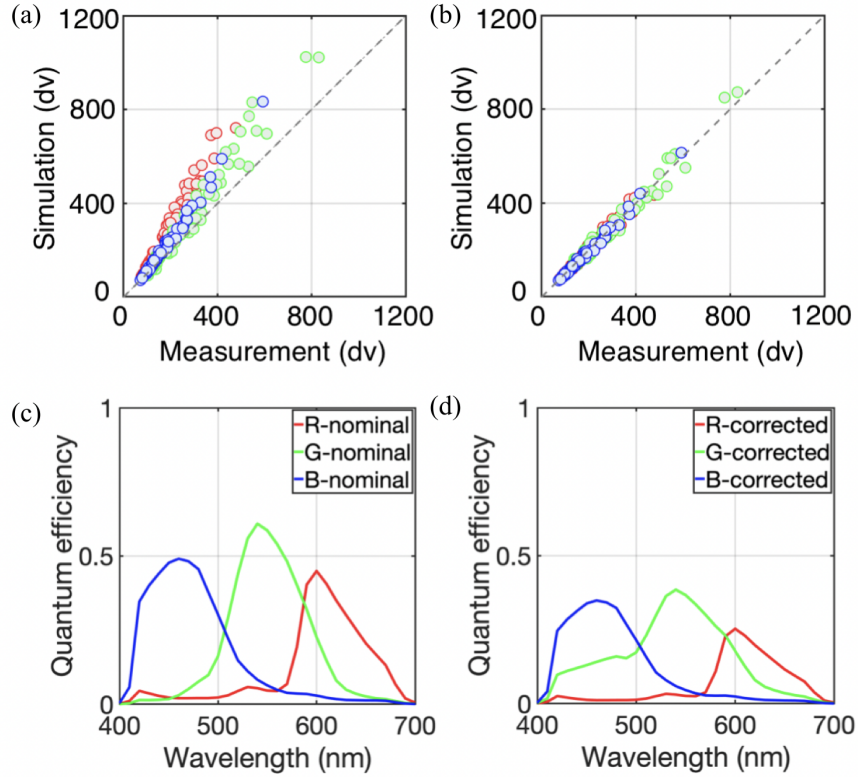 (a)
1200
800
400
0
Simulation (dv)
0 400 800 1200
Measurement (dv)
(b)
1200
800
400
0
Simulation (dv)
0 400 800 1200
Measurement (dv)
(c)
1
0.5
0
Quantum efficiency
R-nominal
G-nominal
B-nominal
400 500 600 700
Wavelength (nm)
(d)
1
0.5
0
Quantum efficiency
R-corrected
G-corrected
B-corrected
400 500 600 700
Wavelength (nm)